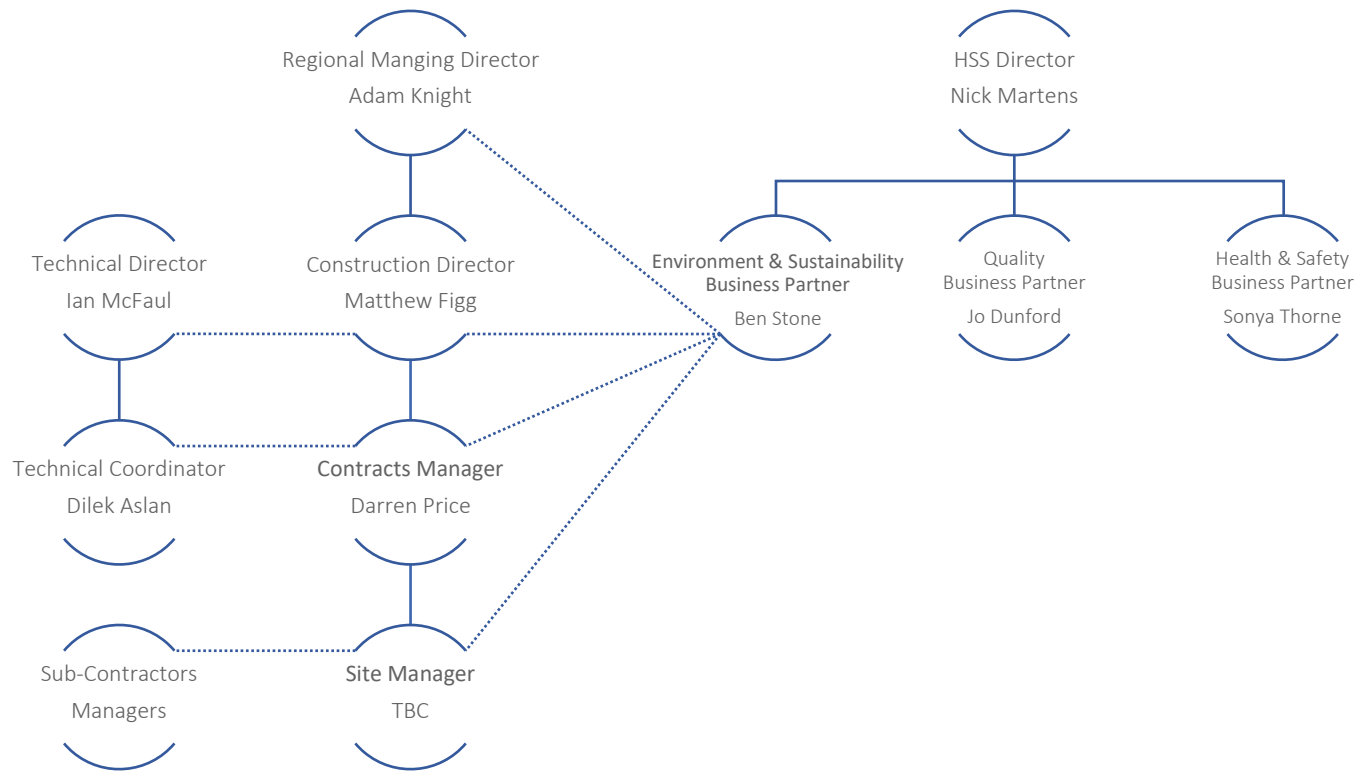 Regional Manging Director
Adam Knight
HSS Director
Nick Martens
Technical Director
Ian McFaul
Construction Director
Matthew Figg
Environment & Sustainability
Business Partner
Ben Stone
Quality
Business Partner
Jo Dunford
Health & Safety
Business Partner
Sonya Thorne
Technical Coordinator
Dilek Aslan
Contracts Manager
Darren Price
Sub-Contractors
Managers
Site Manager
TBC